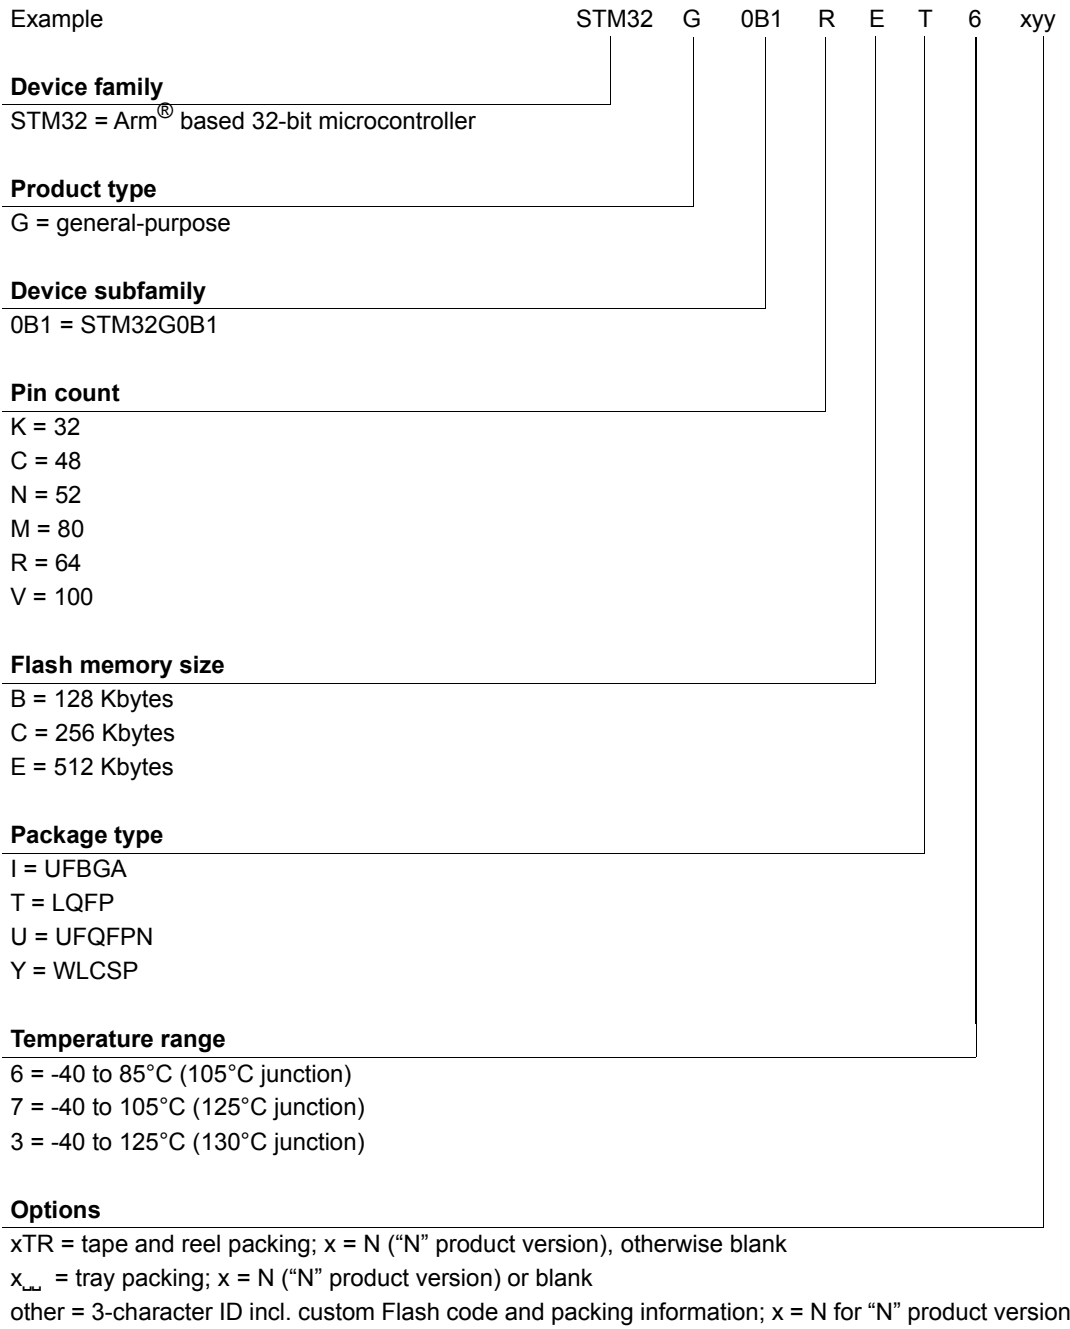 Example STM32 G 0B1 R E T 6 xyy
Device family
STM32 = Arm® based 32-bit microcontroller
Product type
G = general-purpose
Device subfamily
0B1 = STM32G0B1
Pin count
K = 32
C = 48
N = 52
M = 80
R = 64
V = 100
Flash memory size
B = 128 Kbytes
C = 256 Kbytes
E = 512 Kbytes
Package type
I = UFBGA
T = LQFP
U = UFQFPN
Y = WLCSP
Temperature range
6 = -40 to 85°C (105°C junction)
7 = -40 to 105°C (125°C junction)
3 = -40 to 125°C (130°C junction)
Options
xTR = tape and reel packing; x = N (“N” product version), otherwise blank
x␣␣ = tray packing; x = N (“N” product version) or blank
other = 3-character ID incl. custom Flash code and packing information; x = N for “N” product version